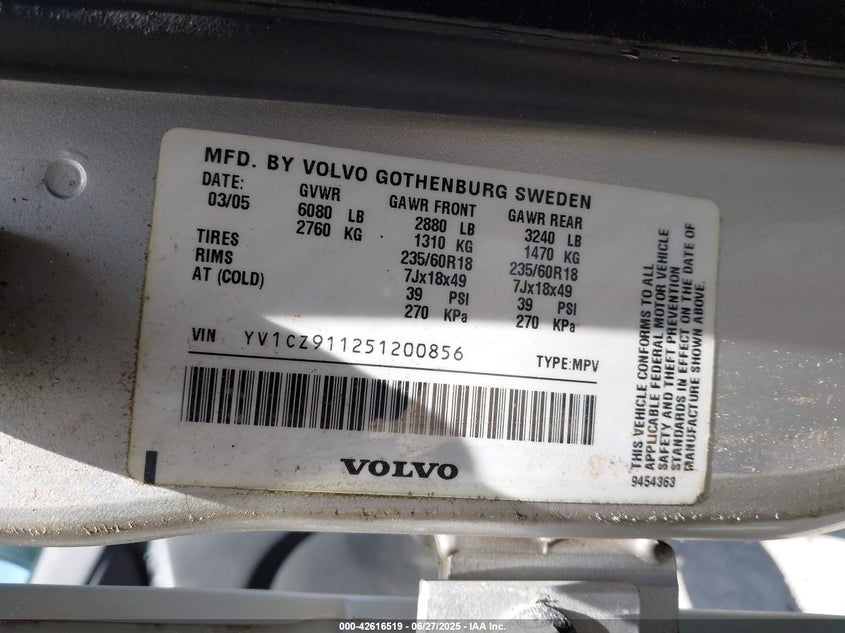 MFD. BY VOLVO GOTHENBURG SWEDEN
DATE: GVWR GAWR FRONT GAWR REAR
03/05 6080 LB 2880 LB 3240 LB
2760 KG 1310 KG 1470 KG
TIRES 235/60R18 235/60R18
RIMS 7Jx18x49 7Jx18x49
AT (COLD) 39 PSI 39 PSI
270 KPa 270 KPa
VIN YV1CZ911251200856 TYPE:MPV
VOLVO
THIS VEHICLE CONFORMS TO ALL
APPLICABLE FEDERAL MOTOR VEHICLE
SAFETY AND THEFT PREVENTION
STANDARDS IN EFFECT ON THE DATE OF
MANUFACTURE SHOWN ABOVE.
9454363
000-42616519 - 06/27/2025 - IAA Inc.